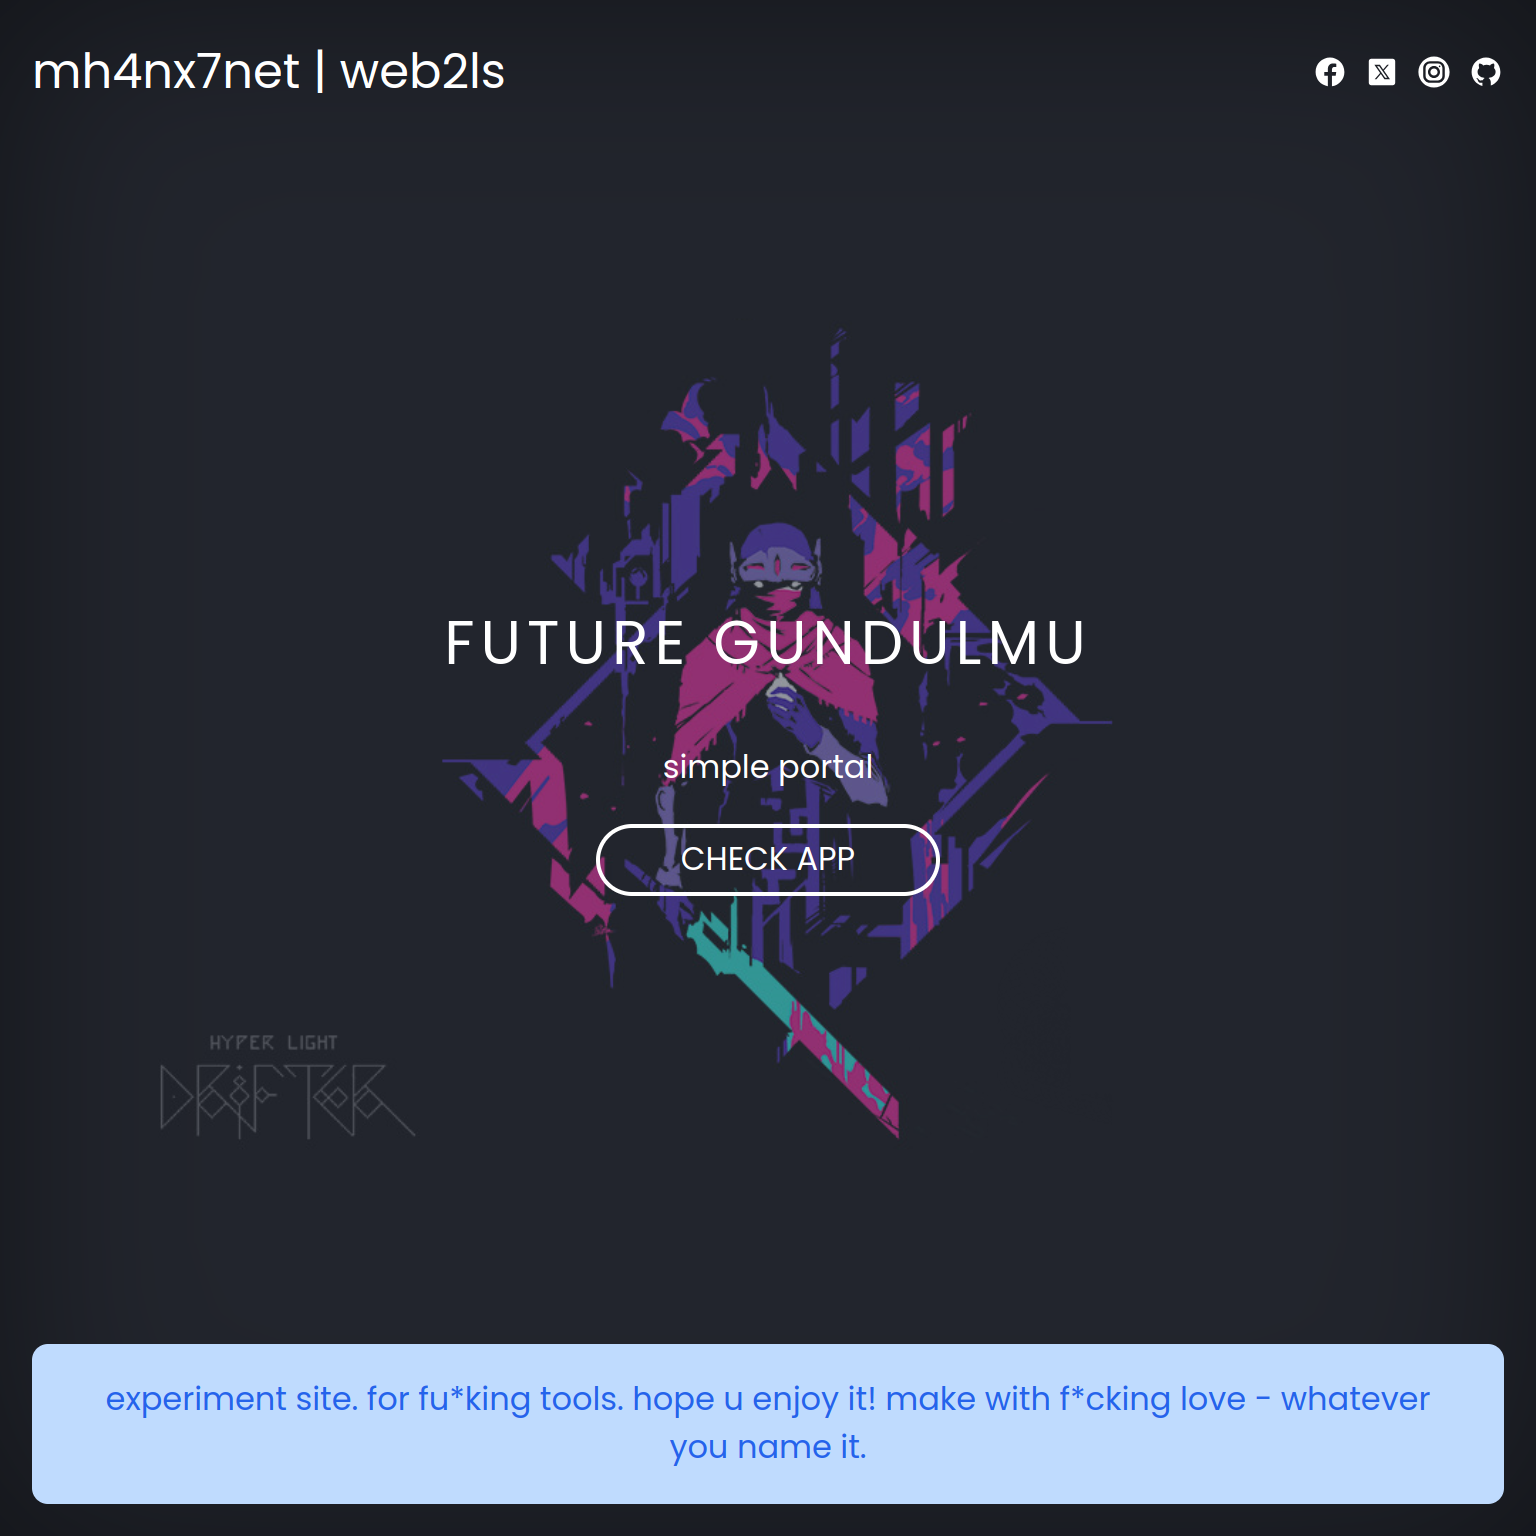 mh4nx7net | web2ls
FUTURE GUNDULMU
simple portal
CHECK APP
HYPER LIGHT
DRIFTER
experiment site. for fu*king tools. hope u enjoy it! make with f*cking love - whatever
you name it.